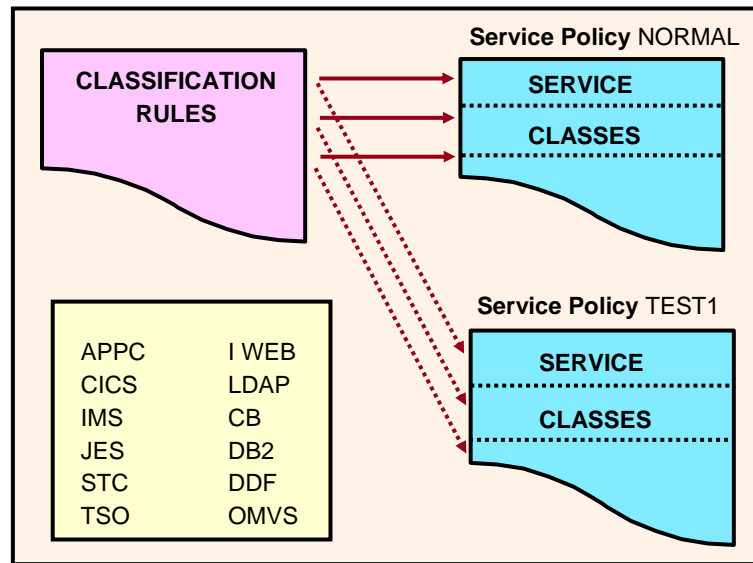 Service Policy NORMAL
CLASSIFICATION
RULES
SERVICE
CLASSES
Service Policy TEST1
SERVICE
CLASSES
APPC I WEB
CICS LDAP
IMS CB
JES DB2
STC DDF
TSO OMVS